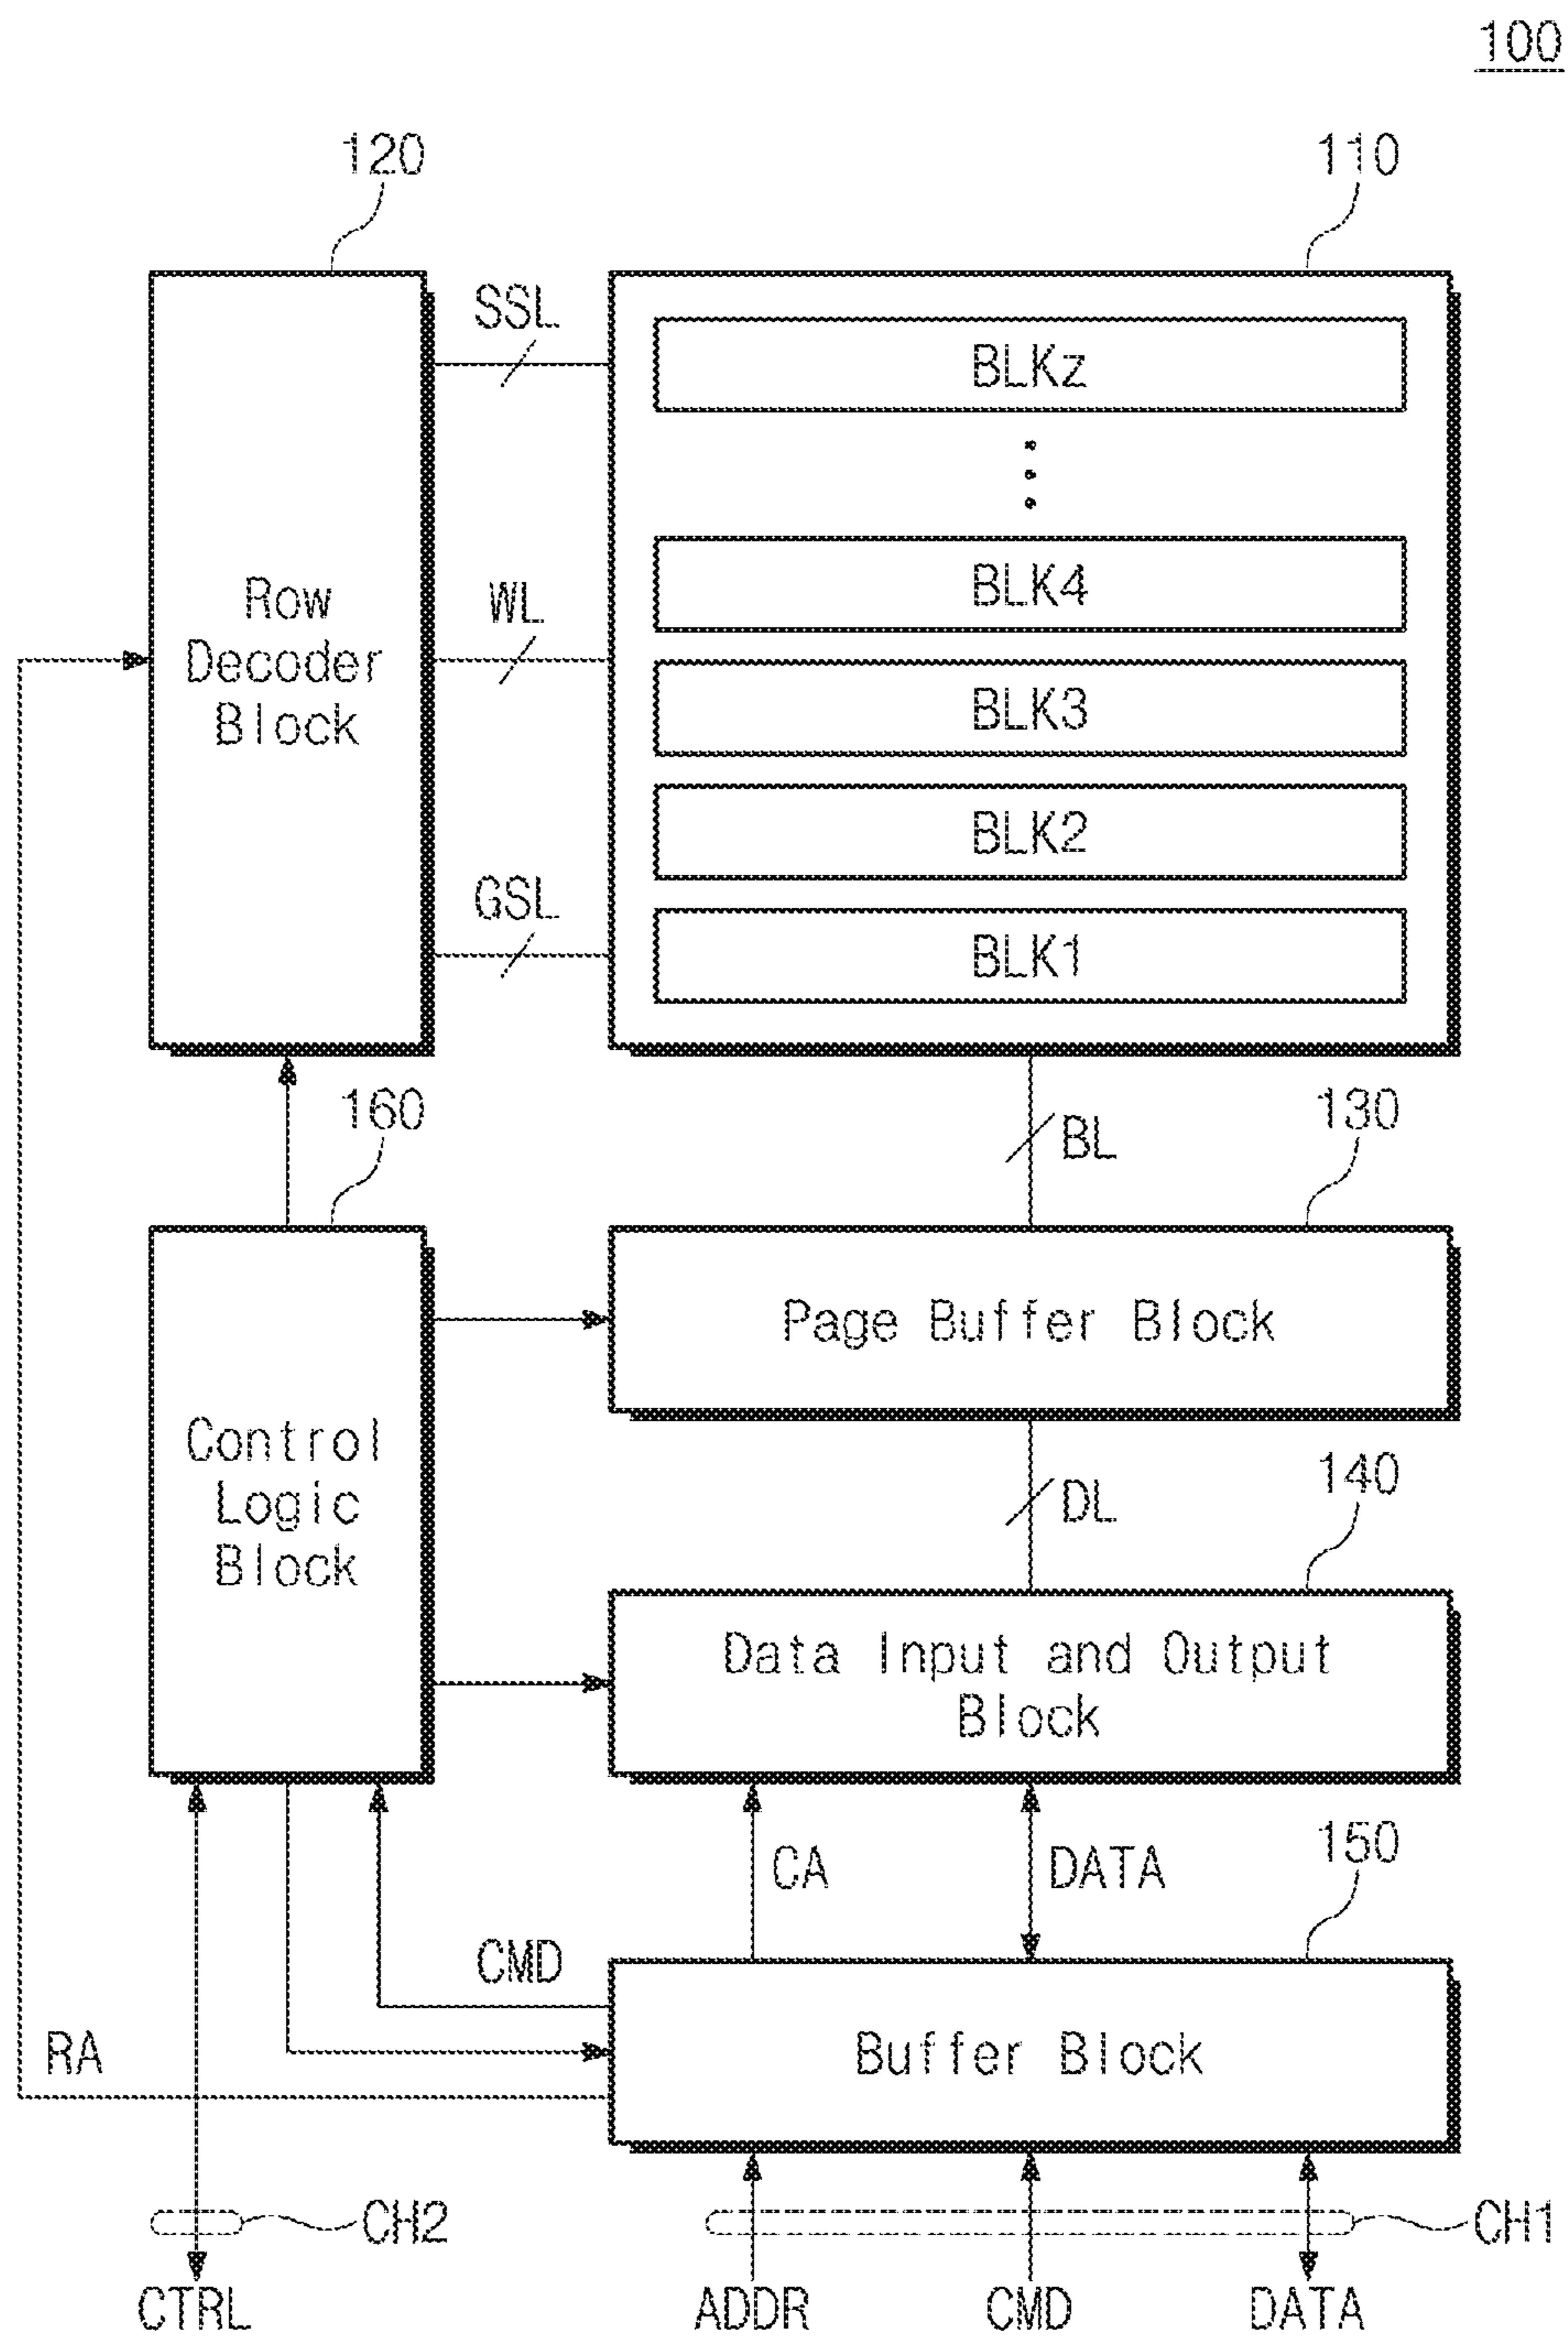 100
120
110
SSL
BLKz
BLK4
Row
Decoder
Block
WL
BLK3
BLK2
GSL
BLK1
160
BL
130
Page Buffer Block
Control
Logic
Block
DL
140
Data Input and Output
Block
CA
DATA
150
CMD
RA
Buffer Block
CH2
CH1
CTRL
ADDR
CMD
DATA